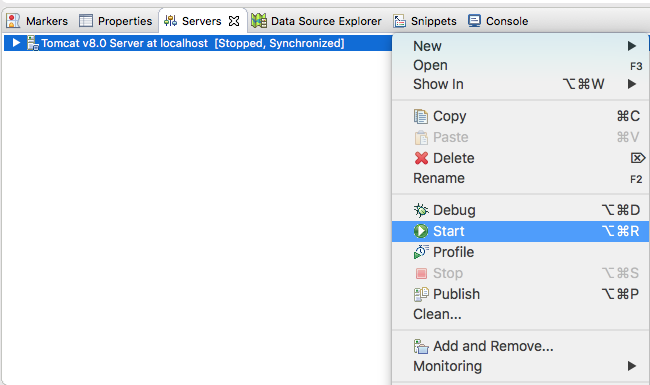 Markers Properties Servers Data Source Explorer Snippets Console
Tomcat v8.0 Server at localhost [Stopped, Synchronized]
New
Open F3
Show In ⌥⌘W
Copy ⌘C
Paste ⌘V
Delete ⌦
Rename F2
Debug ⌥⌘D
Start ⌥⌘R
Profile
Stop ⌥⌘S
Publish ⌥⌘P
Clean...
Add and Remove...
Monitoring